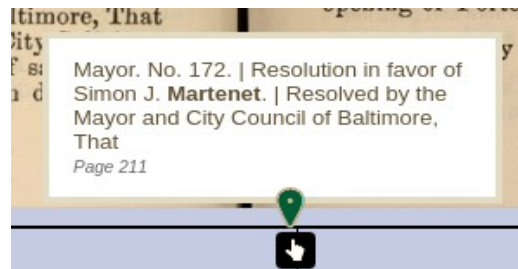 ltimore, That
City
Mayor. No. 172. | Resolution in favor of
Simon J. Martenet. | Resolved by the
Mayor and City Council of Baltimore,
That
Page 211